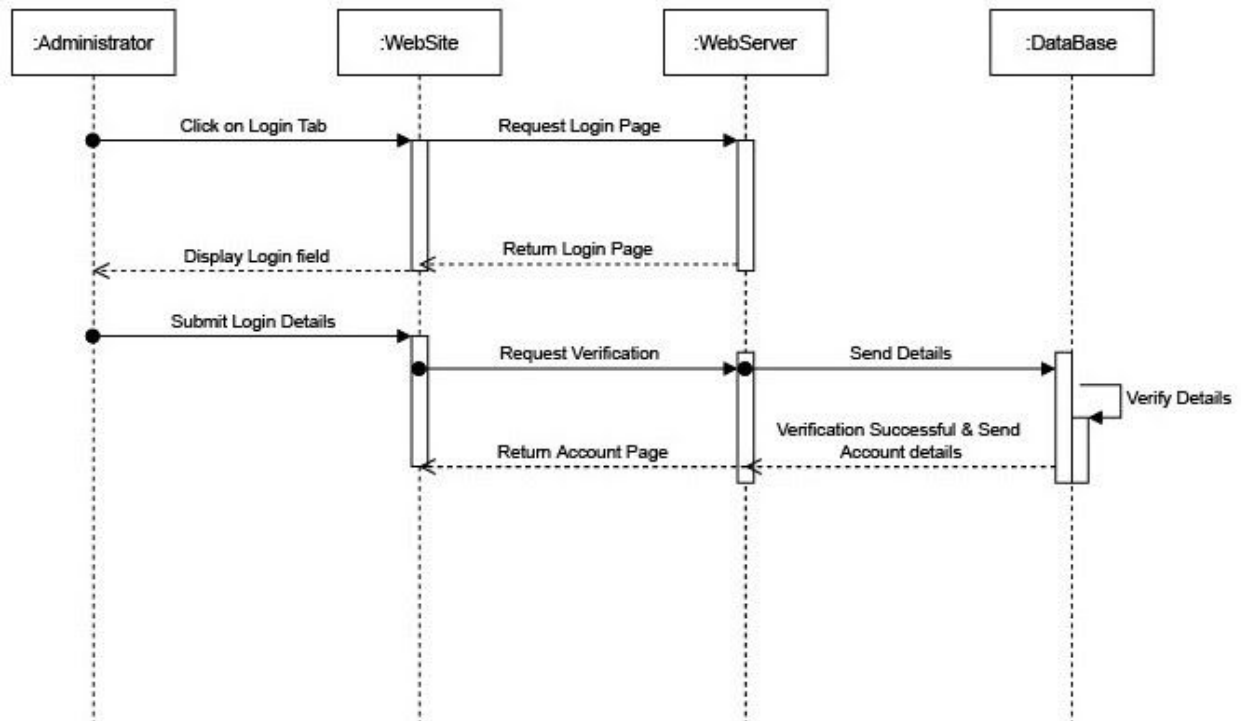 :Administrator
:WebSite
:WebServer
:DataBase
Click on Login Tab
Request Login Page
Return Login Page
Display Login field
Submit Login Details
Request Verification
Send Details
Verify Details
Verification Successful & Send
Account details
Return Account Page